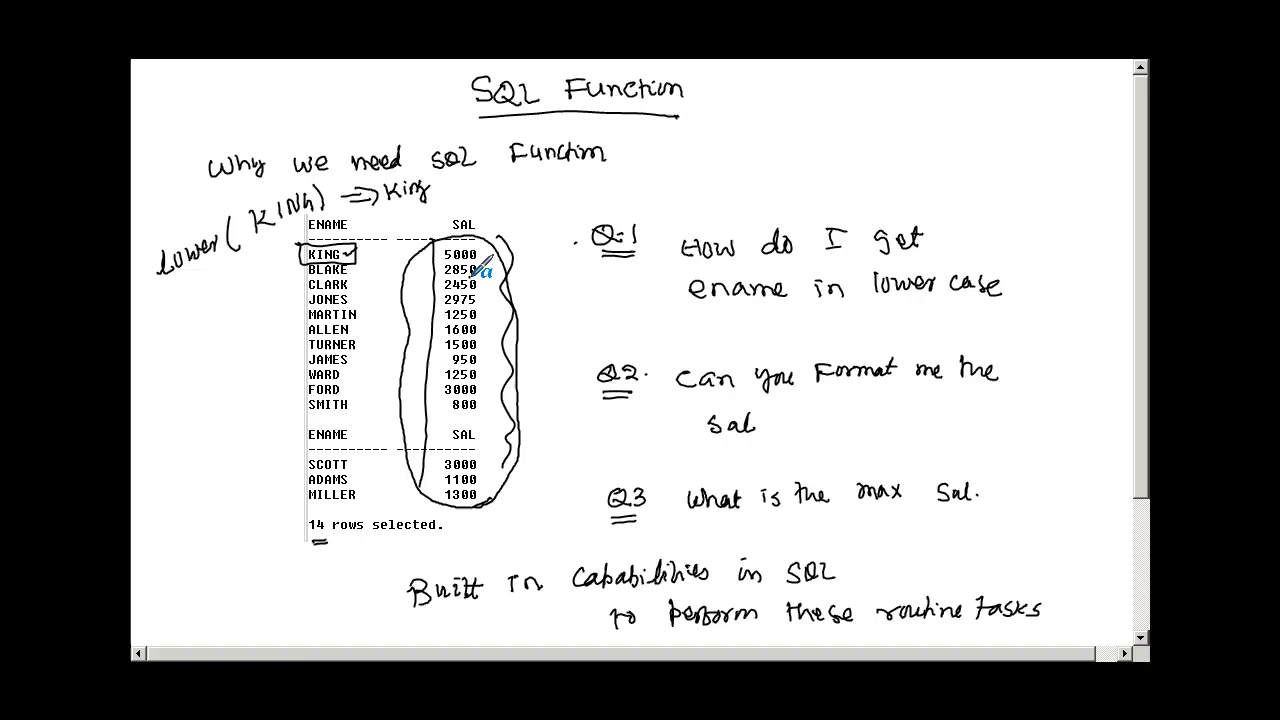 SQL Function
Why we need SQL Function
Lower( KING) => King
ENAME SAL
---------- ----------
KING 5000
BLAKE 2850
CLARK 2450
JONES 2975
MARTIN 1250
ALLEN 1600
TURNER 1500
JAMES 950
WARD 1250
FORD 3000
SMITH 800
ENAME SAL
---------- ----------
SCOTT 3000
ADAMS 1100
MILLER 1300
14 rows selected.
Q.1 How do I get
ename in lower case
Q2. Can you Format me the
sal
Q3 What is the max sal.
Built in capabilities in SQL
to perform these routine tasks